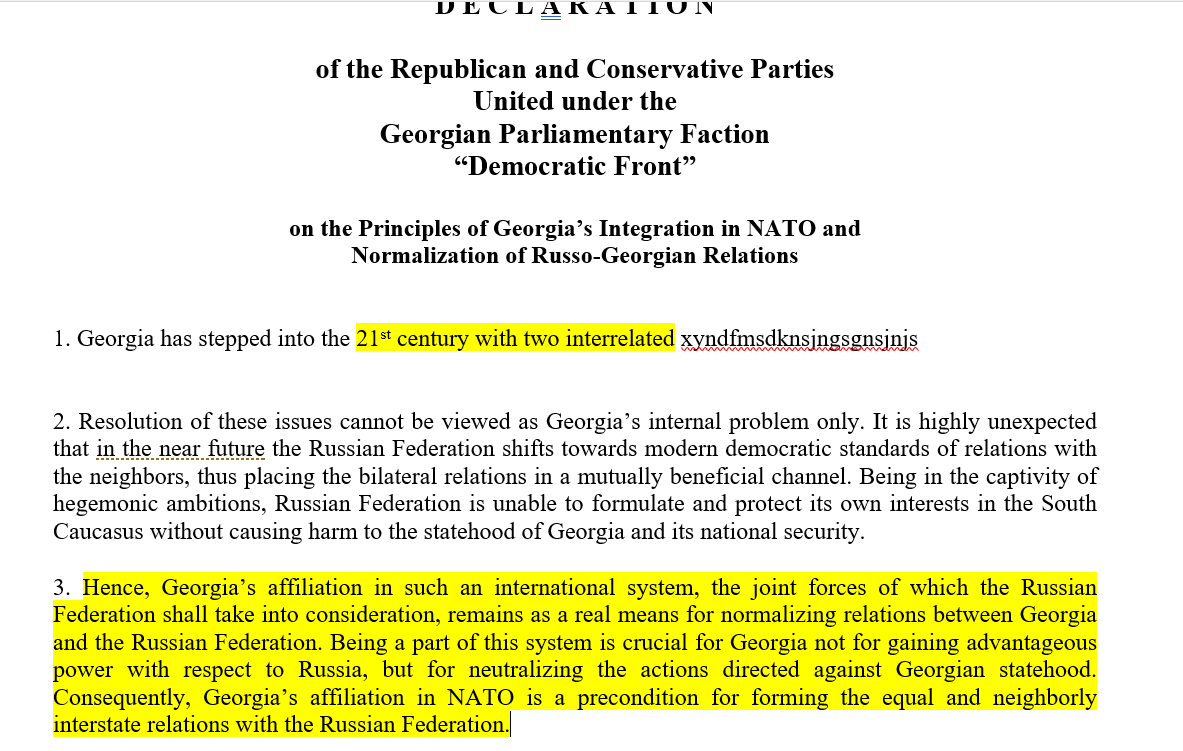 DECLARATION
of the Republican and Conservative Parties
United under the
Georgian Parliamentary Faction
“Democratic Front”
on the Principles of Georgia’s Integration in NATO and
Normalization of Russo-Georgian Relations
1. Georgia has stepped into the 21st century with two interrelated xyndfmsdknsjngsgnsjnjs
2. Resolution of these issues cannot be viewed as Georgia’s internal problem only. It is highly unexpected
that in the near future the Russian Federation shifts towards modern democratic standards of relations with
the neighbors, thus placing the bilateral relations in a mutually beneficial channel. Being in the captivity of
hegemonic ambitions, Russian Federation is unable to formulate and protect its own interests in the South
Caucasus without causing harm to the statehood of Georgia and its national security.
3. Hence, Georgia’s affiliation in such an international system, the joint forces of which the Russian
Federation shall take into consideration, remains as a real means for normalizing relations between Georgia
and the Russian Federation. Being a part of this system is crucial for Georgia not for gaining advantageous
power with respect to Russia, but for neutralizing the actions directed against Georgian statehood.
Consequently, Georgia’s affiliation in NATO is a precondition for forming the equal and neighborly
interstate relations with the Russian Federation.